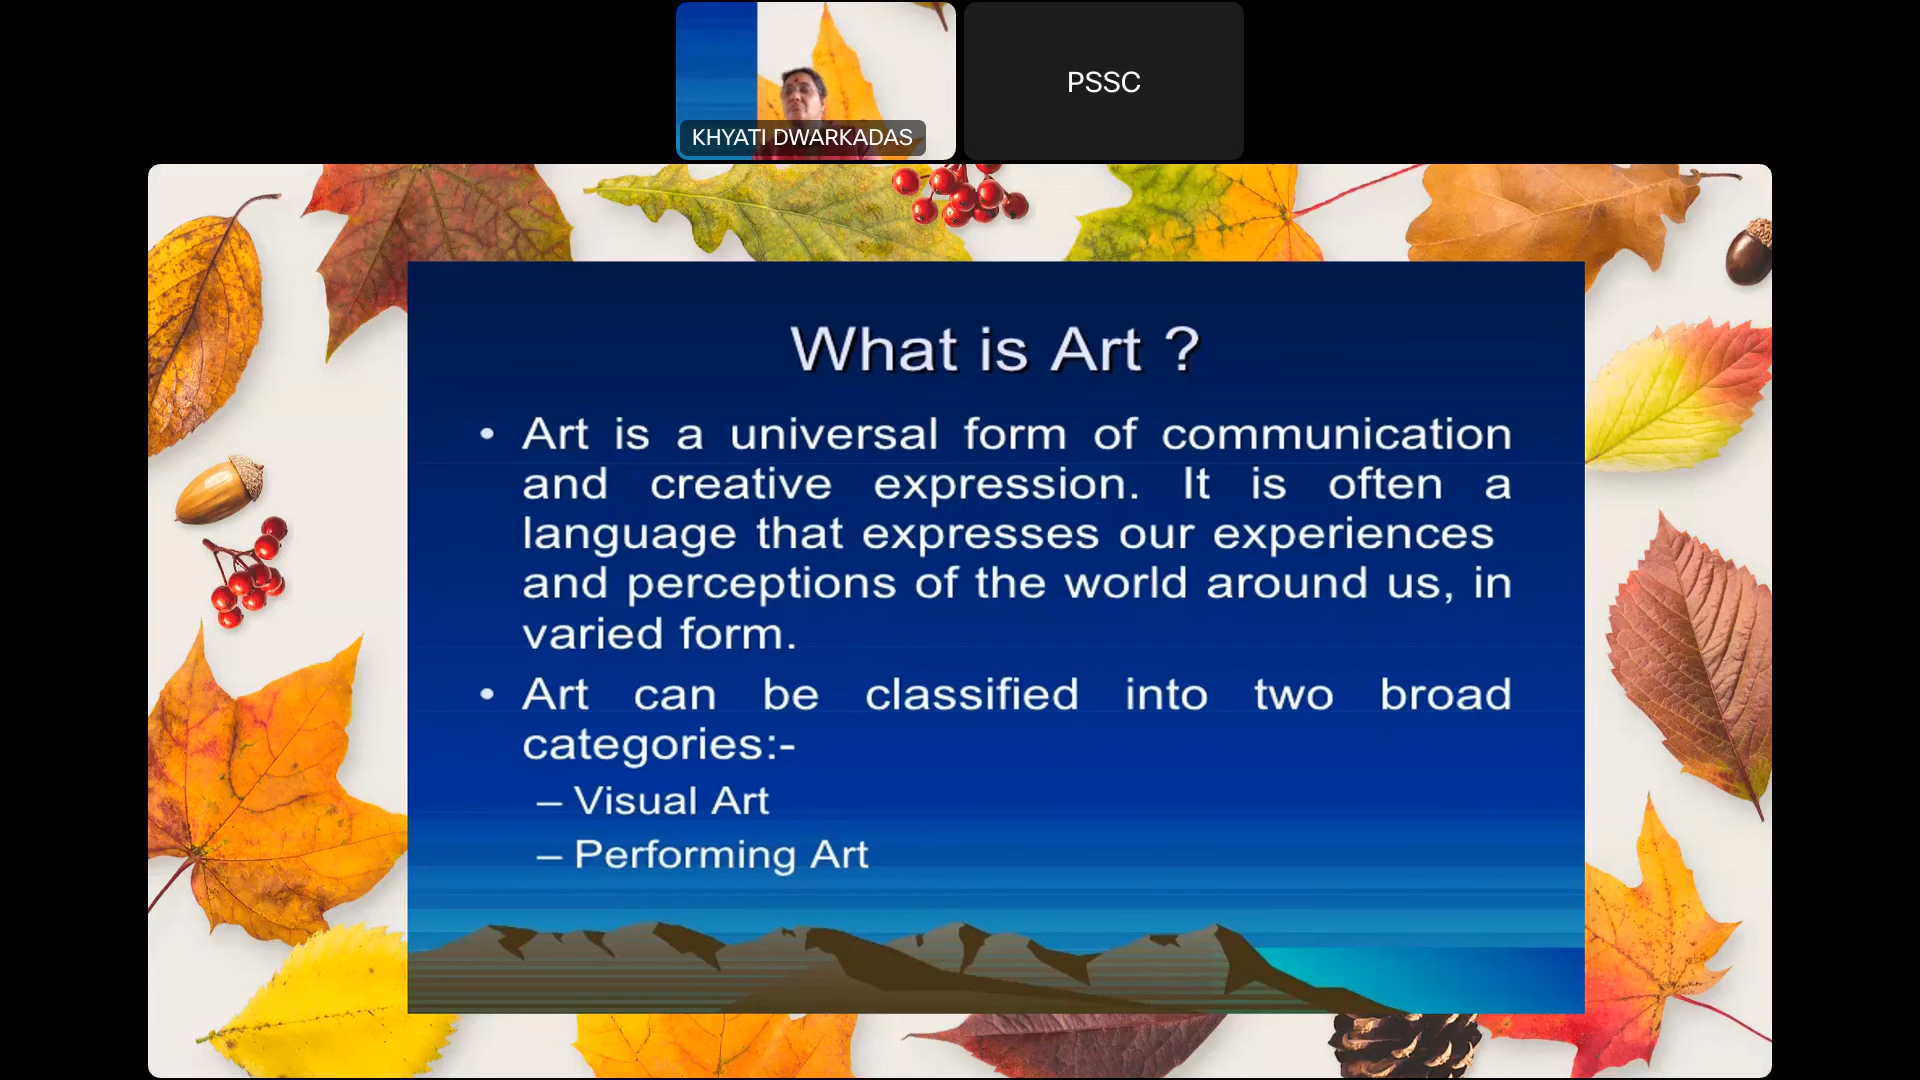 KHYATI DWARKADAS
PSSC
What is Art ?
• Art is a universal form of communication
and creative expression. It is often a
language that expresses our experiences
and perceptions of the world around us, in
varied form.
• Art can be classified into two broad
categories:-
– Visual Art
– Performing Art